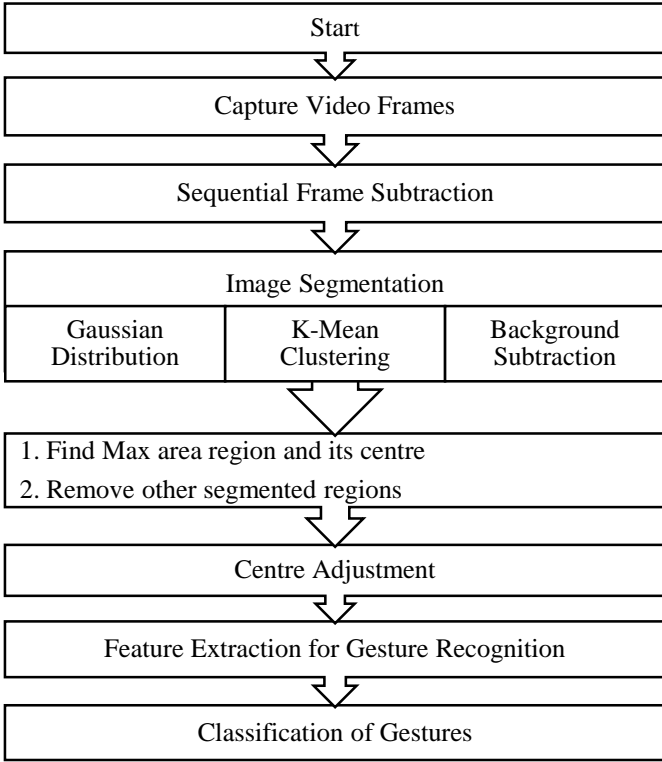 Start
Capture Video Frames
Sequential Frame Subtraction
Image Segmentation
Gaussian
Distribution
K-Mean
Clustering
Background
Subtraction
1. Find Max area region and its centre
2. Remove other segmented regions
Centre Adjustment
Feature Extraction for Gesture Recognition
Classification of Gestures